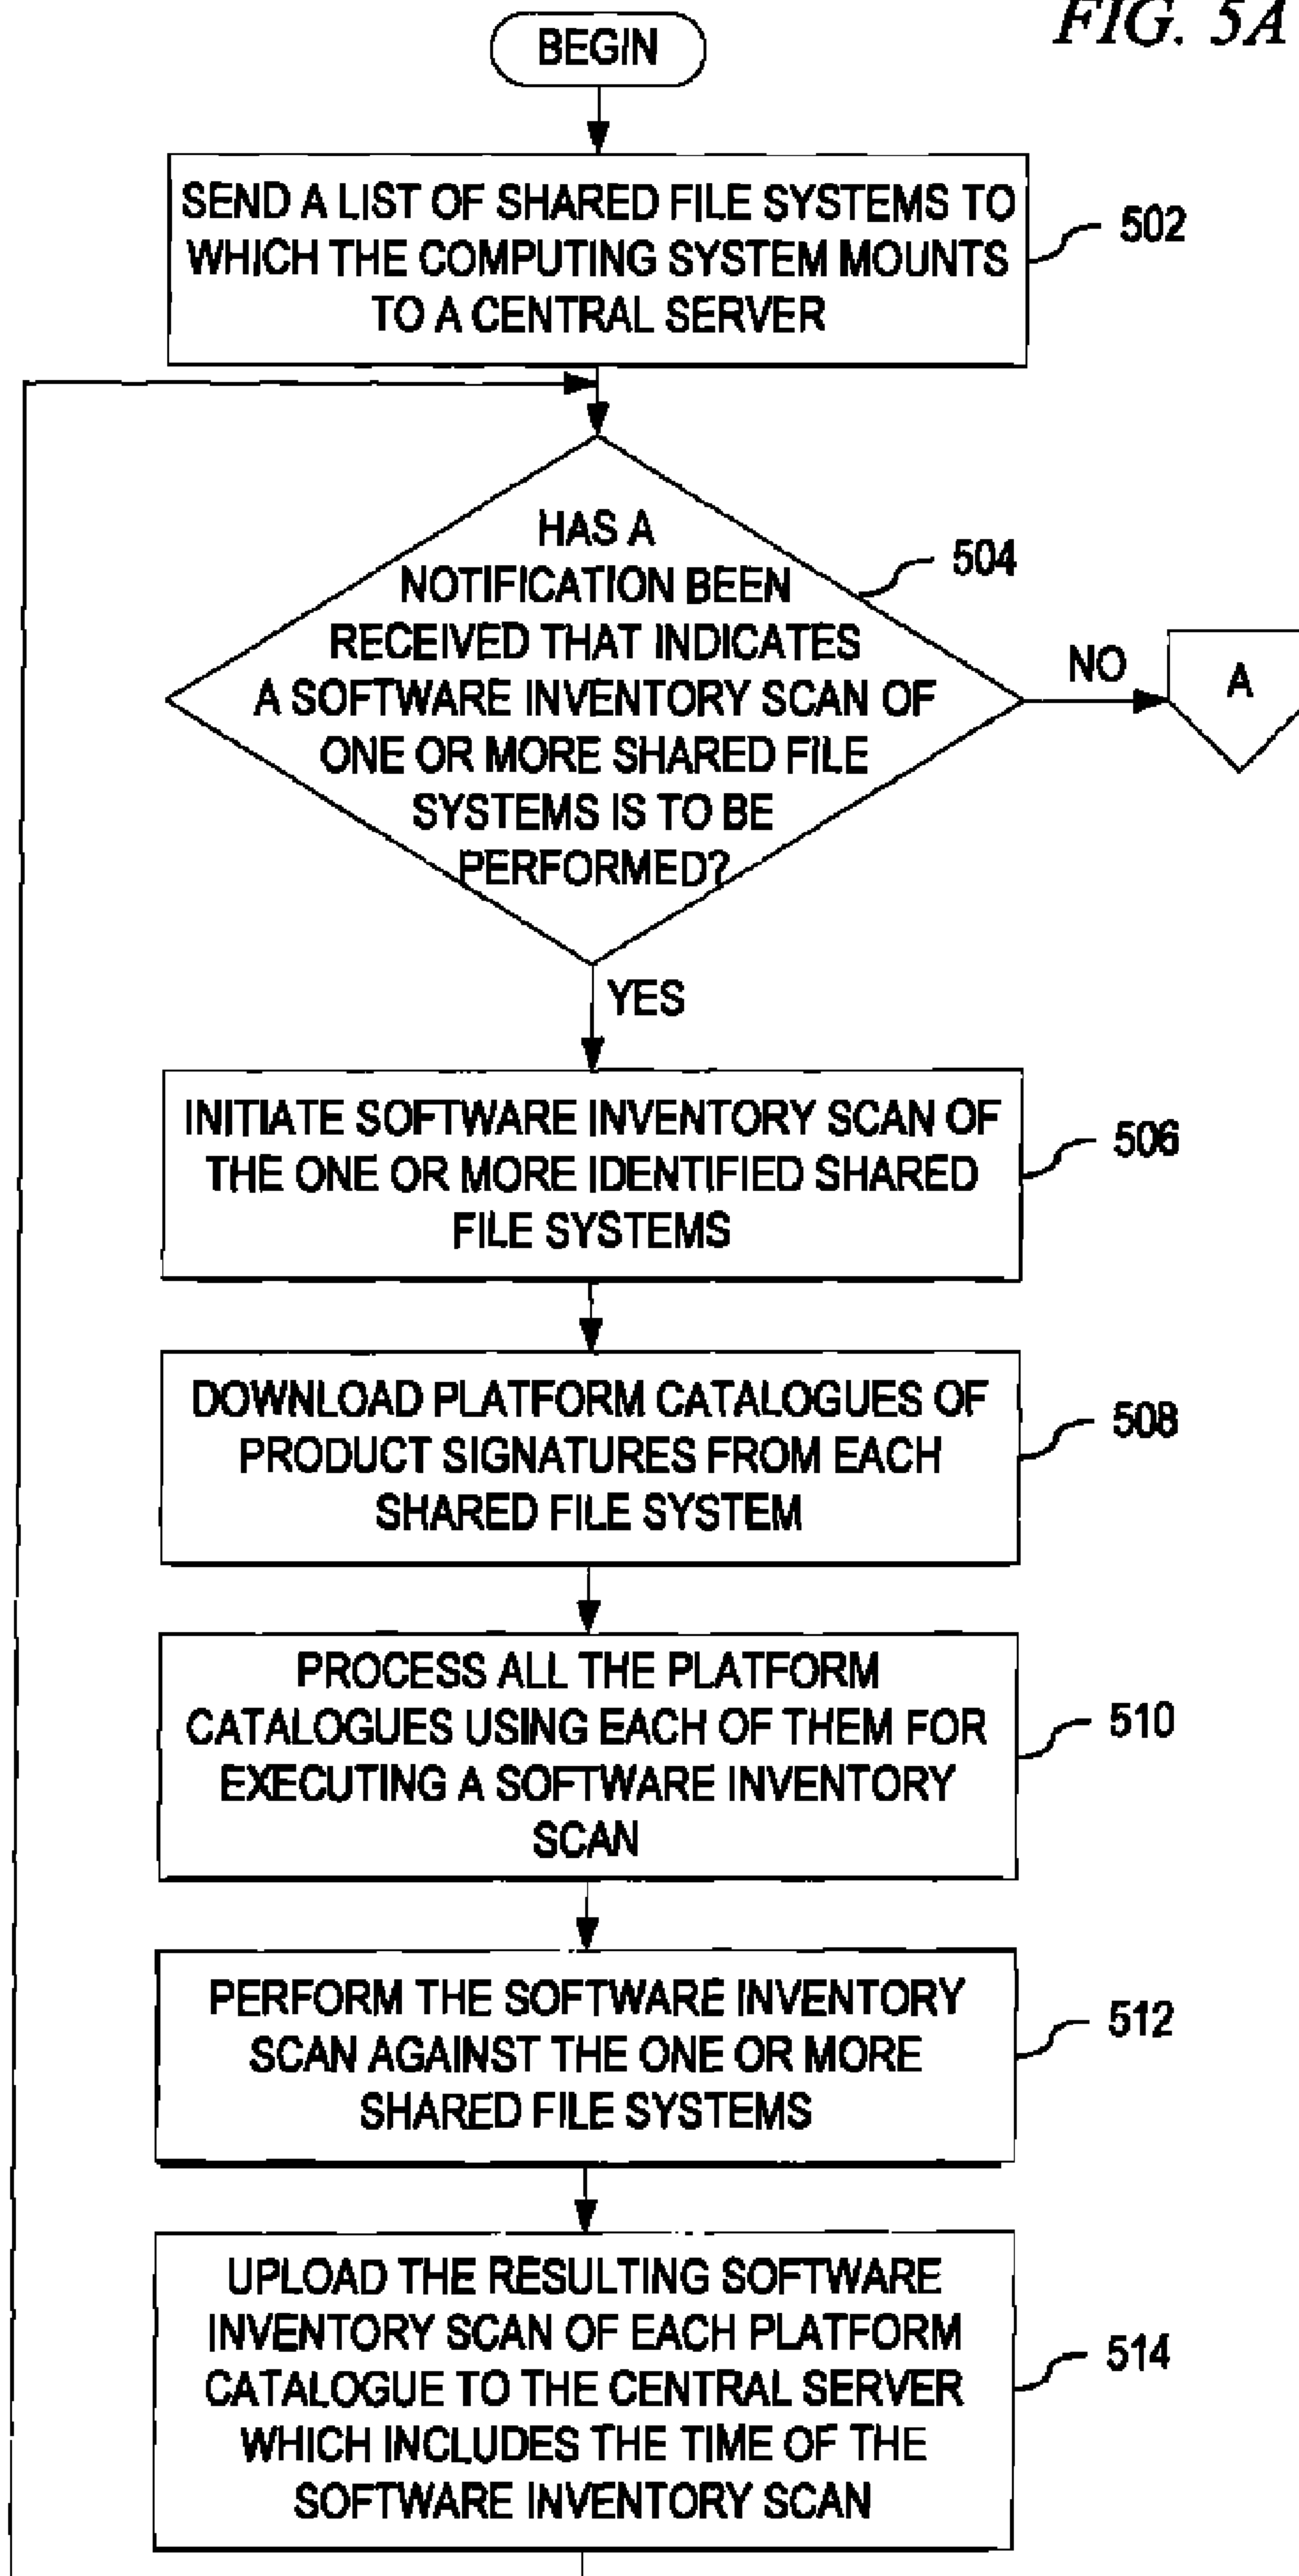 FIG. 5A
BEGIN
SEND A LIST OF SHARED FILE SYSTEMS TO
WHICH THE COMPUTING SYSTEM MOUNTS
TO A CENTRAL SERVER
502
HAS A
NOTIFICATION BEEN
RECEIVED THAT INDICATES
A SOFTWARE INVENTORY SCAN OF
ONE OR MORE SHARED FILE
SYSTEMS IS TO BE
PERFORMED?
504
NO
A
YES
INITIATE SOFTWARE INVENTORY SCAN OF
THE ONE OR MORE IDENTIFIED SHARED
FILE SYSTEMS
506
DOWNLOAD PLATFORM CATALOGUES OF
PRODUCT SIGNATURES FROM EACH
SHARED FILE SYSTEM
508
PROCESS ALL THE PLATFORM
CATALOGUES USING EACH OF THEM FOR
EXECUTING A SOFTWARE INVENTORY
SCAN
510
PERFORM THE SOFTWARE INVENTORY
SCAN AGAINST THE ONE OR MORE
SHARED FILE SYSTEMS
512
UPLOAD THE RESULTING SOFTWARE
INVENTORY SCAN OF EACH PLATFORM
CATALOGUE TO THE CENTRAL SERVER
WHICH INCLUDES THE TIME OF THE
SOFTWARE INVENTORY SCAN
514